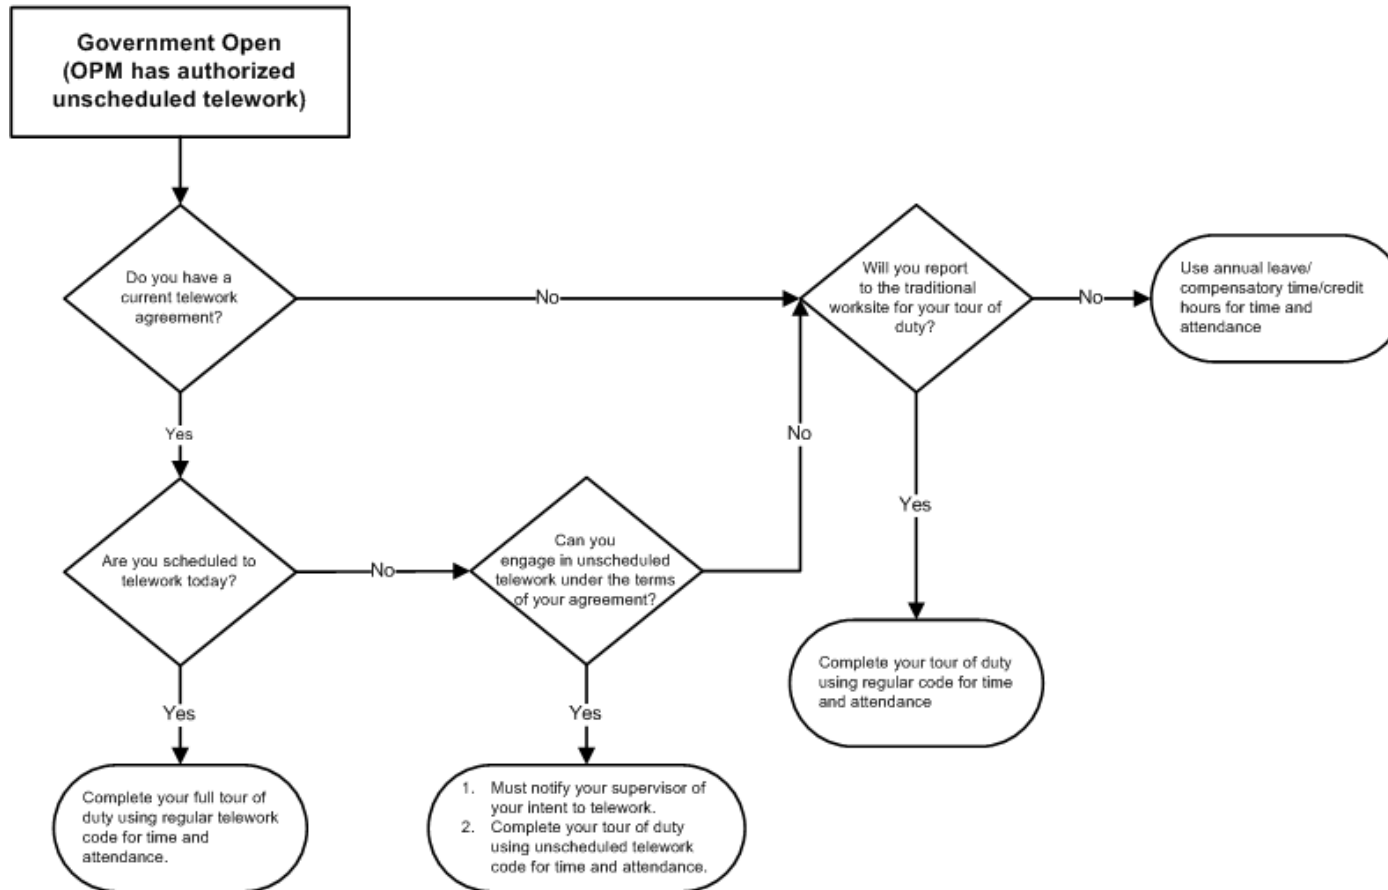 Government Open
(OPM has authorized
unscheduled telework)
Do you have a
current telework
agreement?
No
Will you report
to the traditional
worksite for your tour of
duty?
No
Use annual leave/
compensatory time/credit
hours for time and
attendance
Yes
No
Yes
Are you scheduled to
telework today?
No
Can you
engage in unscheduled
telework under the terms
of your agreement?
Complete your tour of duty
using regular code for time
and attendance
Yes
Yes
Complete your full tour of
duty using regular telework
code for time and
attendance.
1. Must notify your supervisor of
your intent to telework.
2. Complete your tour of duty
using unscheduled telework
code for time and attendance.